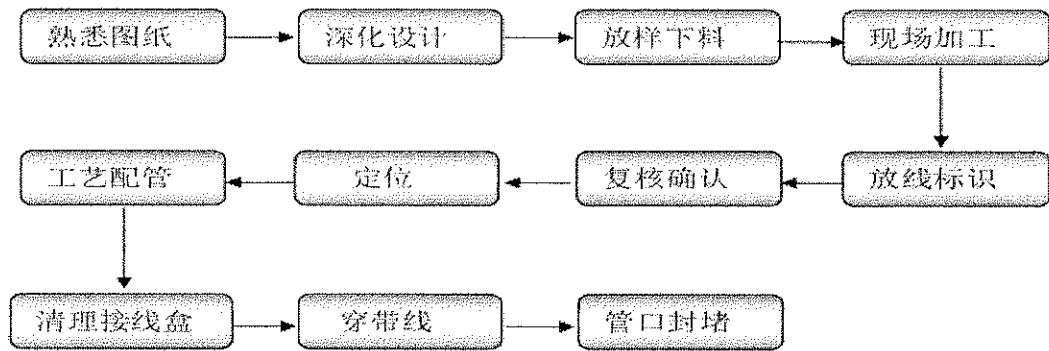 熟悉图纸
深化设计
放样下料
现场加工
放线标识
复核确认
定位
工艺配管
清理接线盒
穿带线
管口封堵